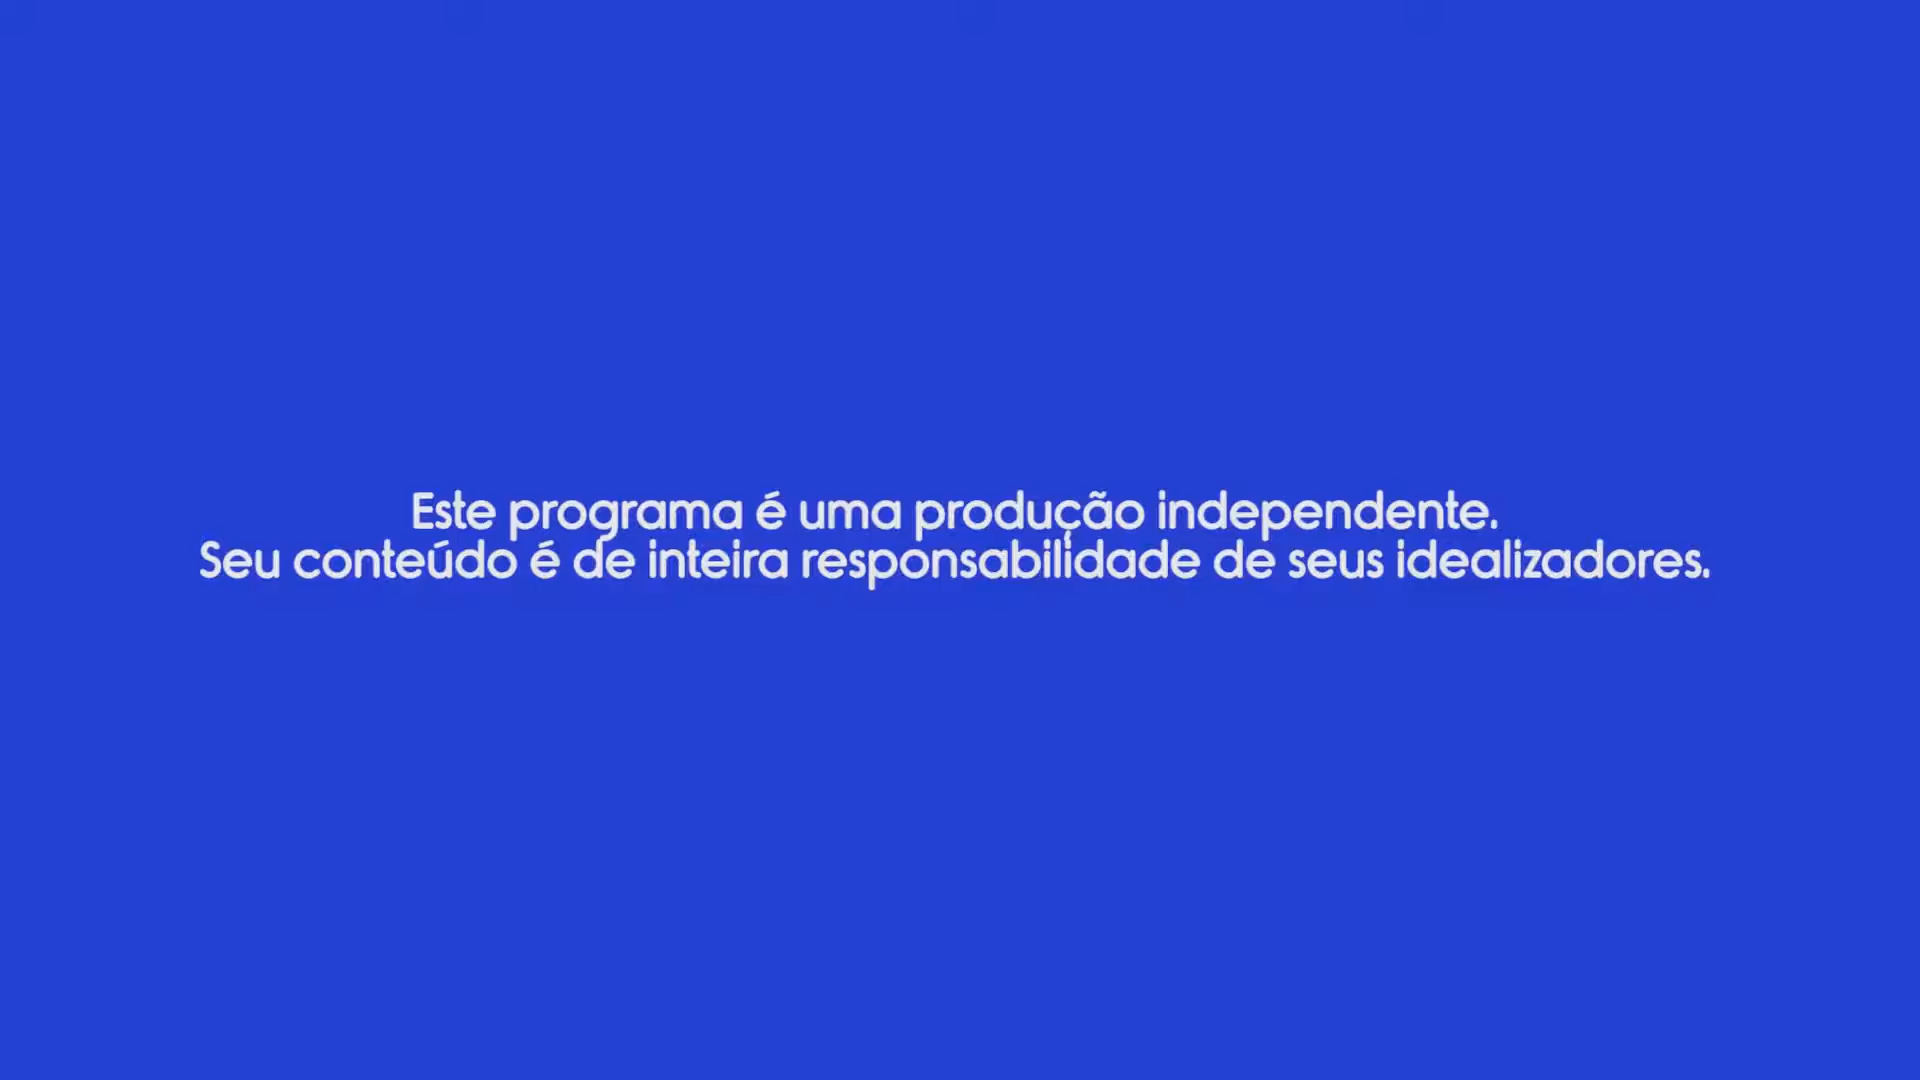 Este programa é uma produção independente.
Seu conteúdo é de inteira responsabilidade de seus idealizadores.